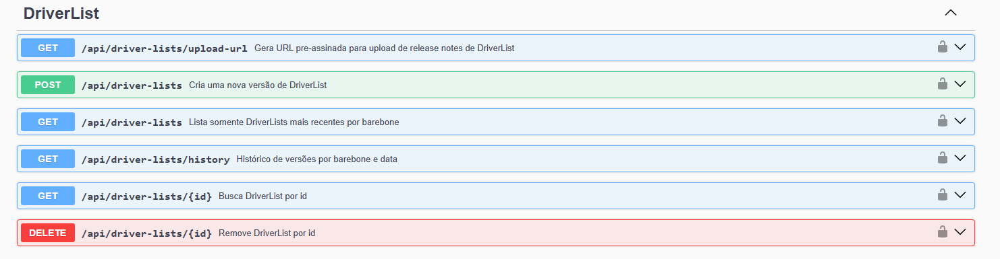 DriverList
GET /api/driver-lists/upload-url Gera URL pre-assinada para upload de release notes de DriverList
POST /api/driver-lists Cria uma nova versão de DriverList
GET /api/driver-lists Lista somente DriverLists mais recentes por barebone
GET /api/driver-lists/history Histórico de versões por barebone e data
GET /api/driver-lists/{id} Busca DriverList por id
DELETE /api/driver-lists/{id} Remove DriverList por id